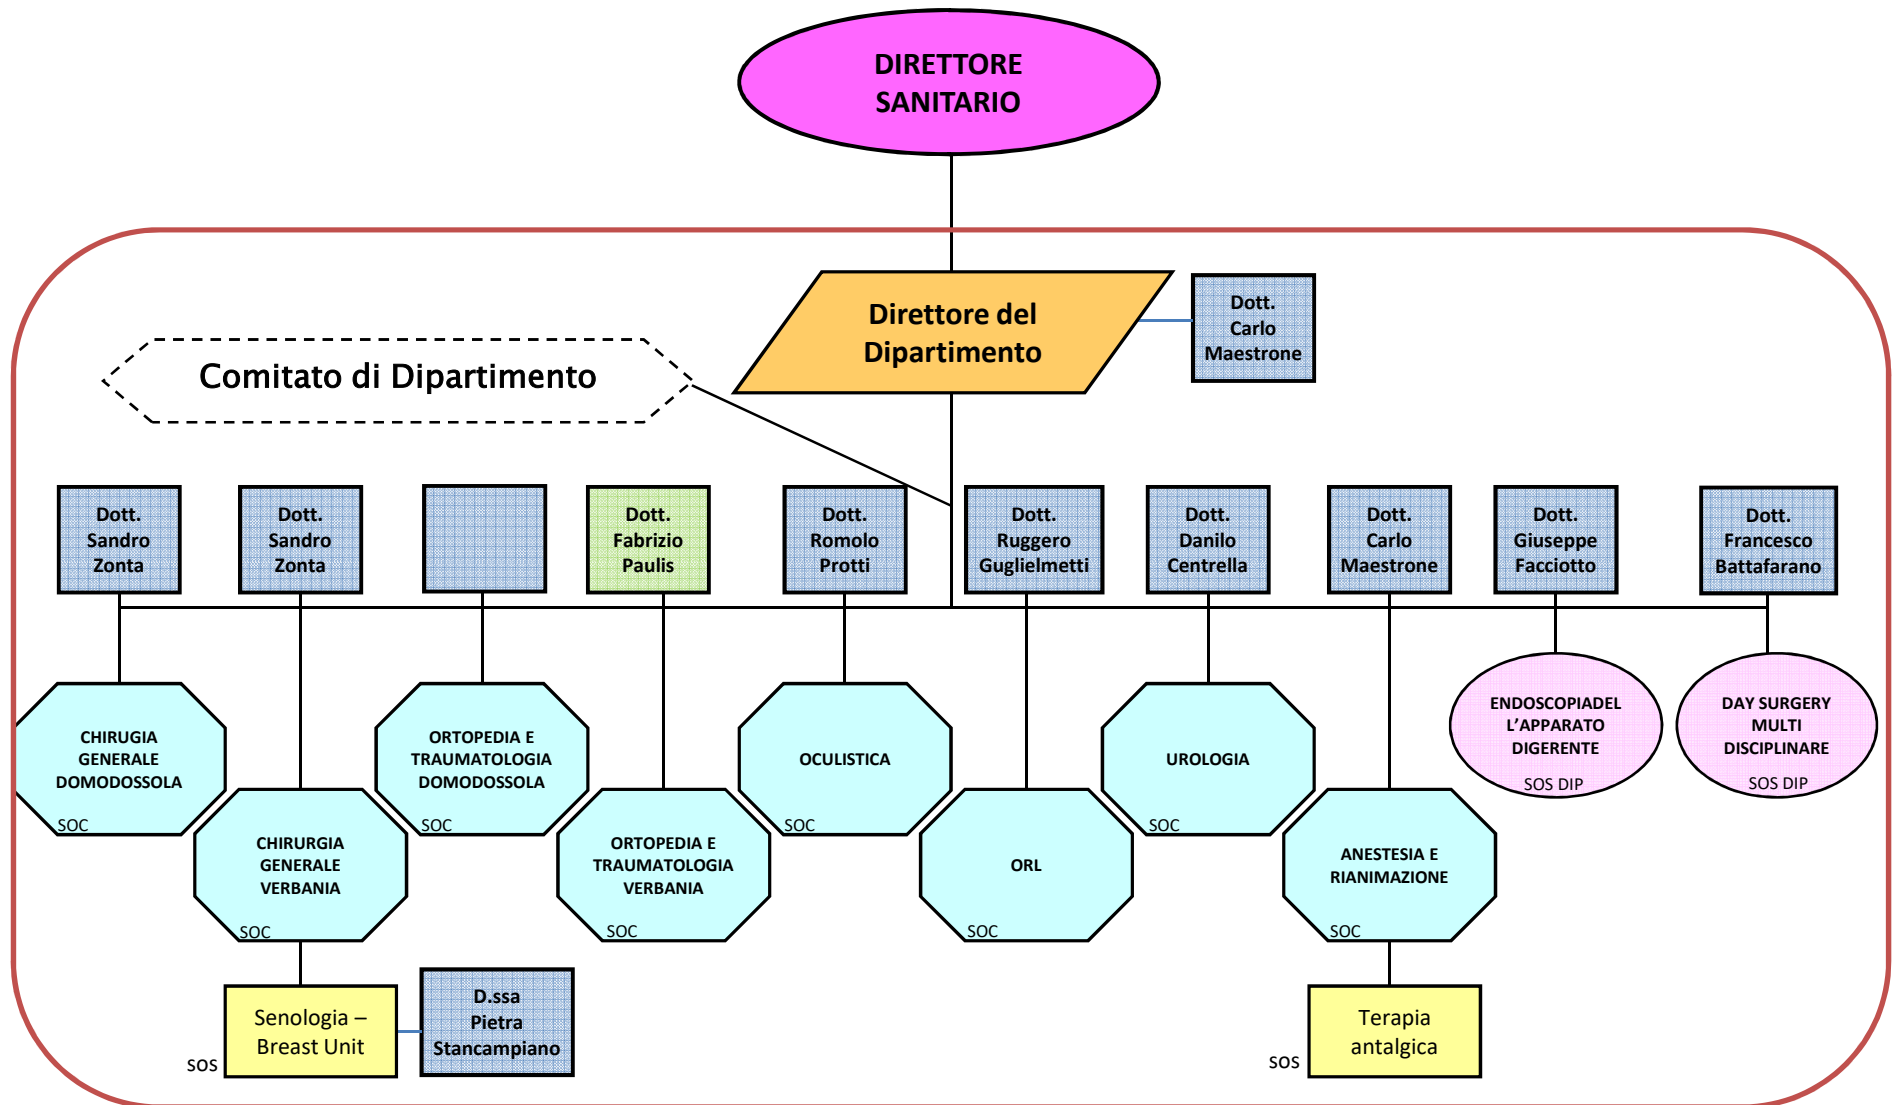 DIRETTORE
SANITARIO
Direttore del
Dipartimento
Dott.
Carlo
Maestrone
Comitato di Dipartimento
Dott.
Sandro
Zonta
Dott.
Sandro
Zonta
Dott.
Fabrizio
Paulis
Dott.
Romolo
Protti
Dott.
Ruggero
Guglielmetti
Dott.
Danilo
Centrella
Dott.
Carlo
Maestrone
Dott.
Giuseppe
Facciotto
Dott.
Francesco
Battafarano
CHIRUGIA
GENERALE
DOMODOSSOLA
SOC
CHIRURGIA
GENERALE
VERBANIA
SOC
ORTOPEDIA E
TRAUMATOLOGIA
DOMODOSSOLA
SOC
ORTOPEDIA E
TRAUMATOLOGIA
VERBANIA
SOC
OCULISTICA
SOC
ORL
SOC
UROLOGIA
SOC
ANESTESIA E
RIANIMAZIONE
SOC
ENDOSCOPIADEL
L'APPARATO
DIGERENTE
SOS DIP
DAY SURGERY
MULTI
DISCIPLINARE
SOS DIP
Senologia –
Breast Unit
SOS
D.ssa
Pietra
Stancampiano
Terapia
antalgica
SOS